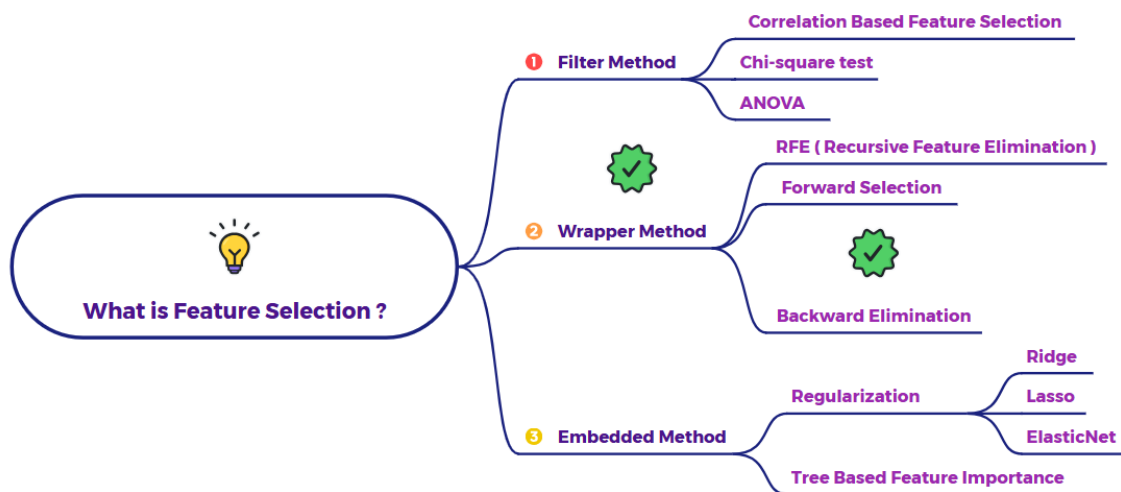 What is Feature Selection ?
1 Filter Method
Correlation Based Feature Selection
Chi-square test
ANOVA
2 Wrapper Method
RFE ( Recursive Feature Elimination )
Forward Selection
Backward Elimination
3 Embedded Method
Regularization
Ridge
Lasso
ElasticNet
Tree Based Feature Importance